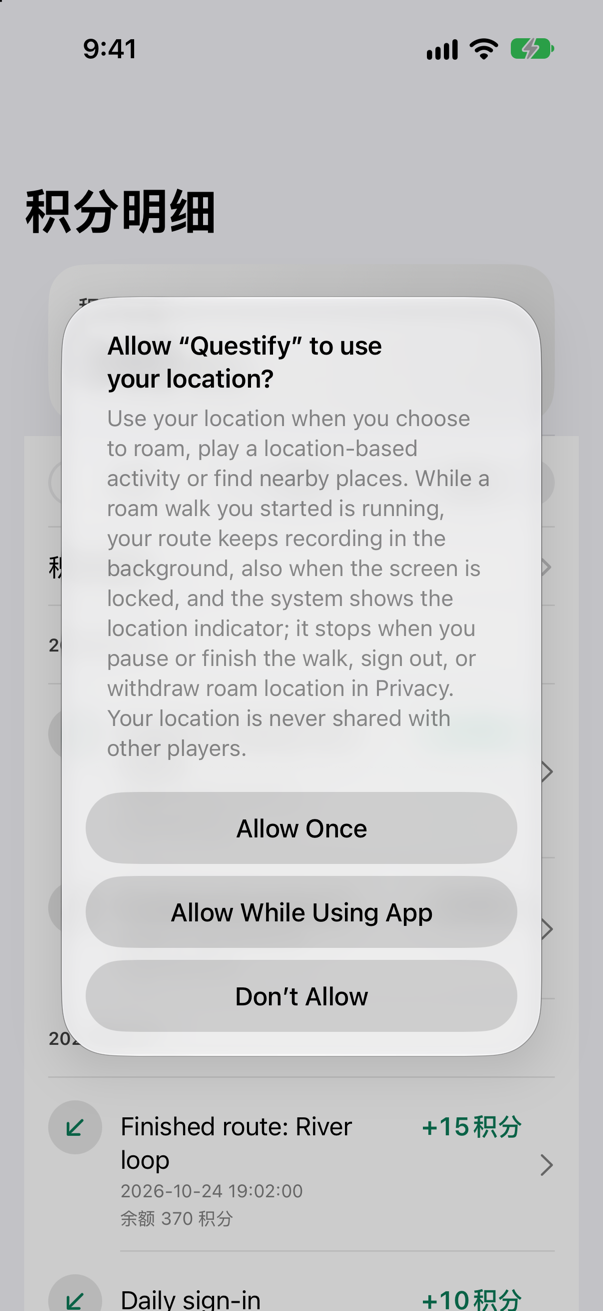 9:41
积分明细
Allow “Questify” to use
your location?
Use your location when you choose
to roam, play a location-based
activity or find nearby places. While a
roam walk you started is running,
your route keeps recording in the
background, also when the screen is
locked, and the system shows the
location indicator; it stops when you
pause or finish the walk, sign out, or
withdraw roam location in Privacy.
Your location is never shared with
other players.
Allow Once
Allow While Using App
Don’t Allow
Finished route: River
loop
+15积分
2026-10-24 19:02:00
余额 370 积分
Daily sign-in
+10积分